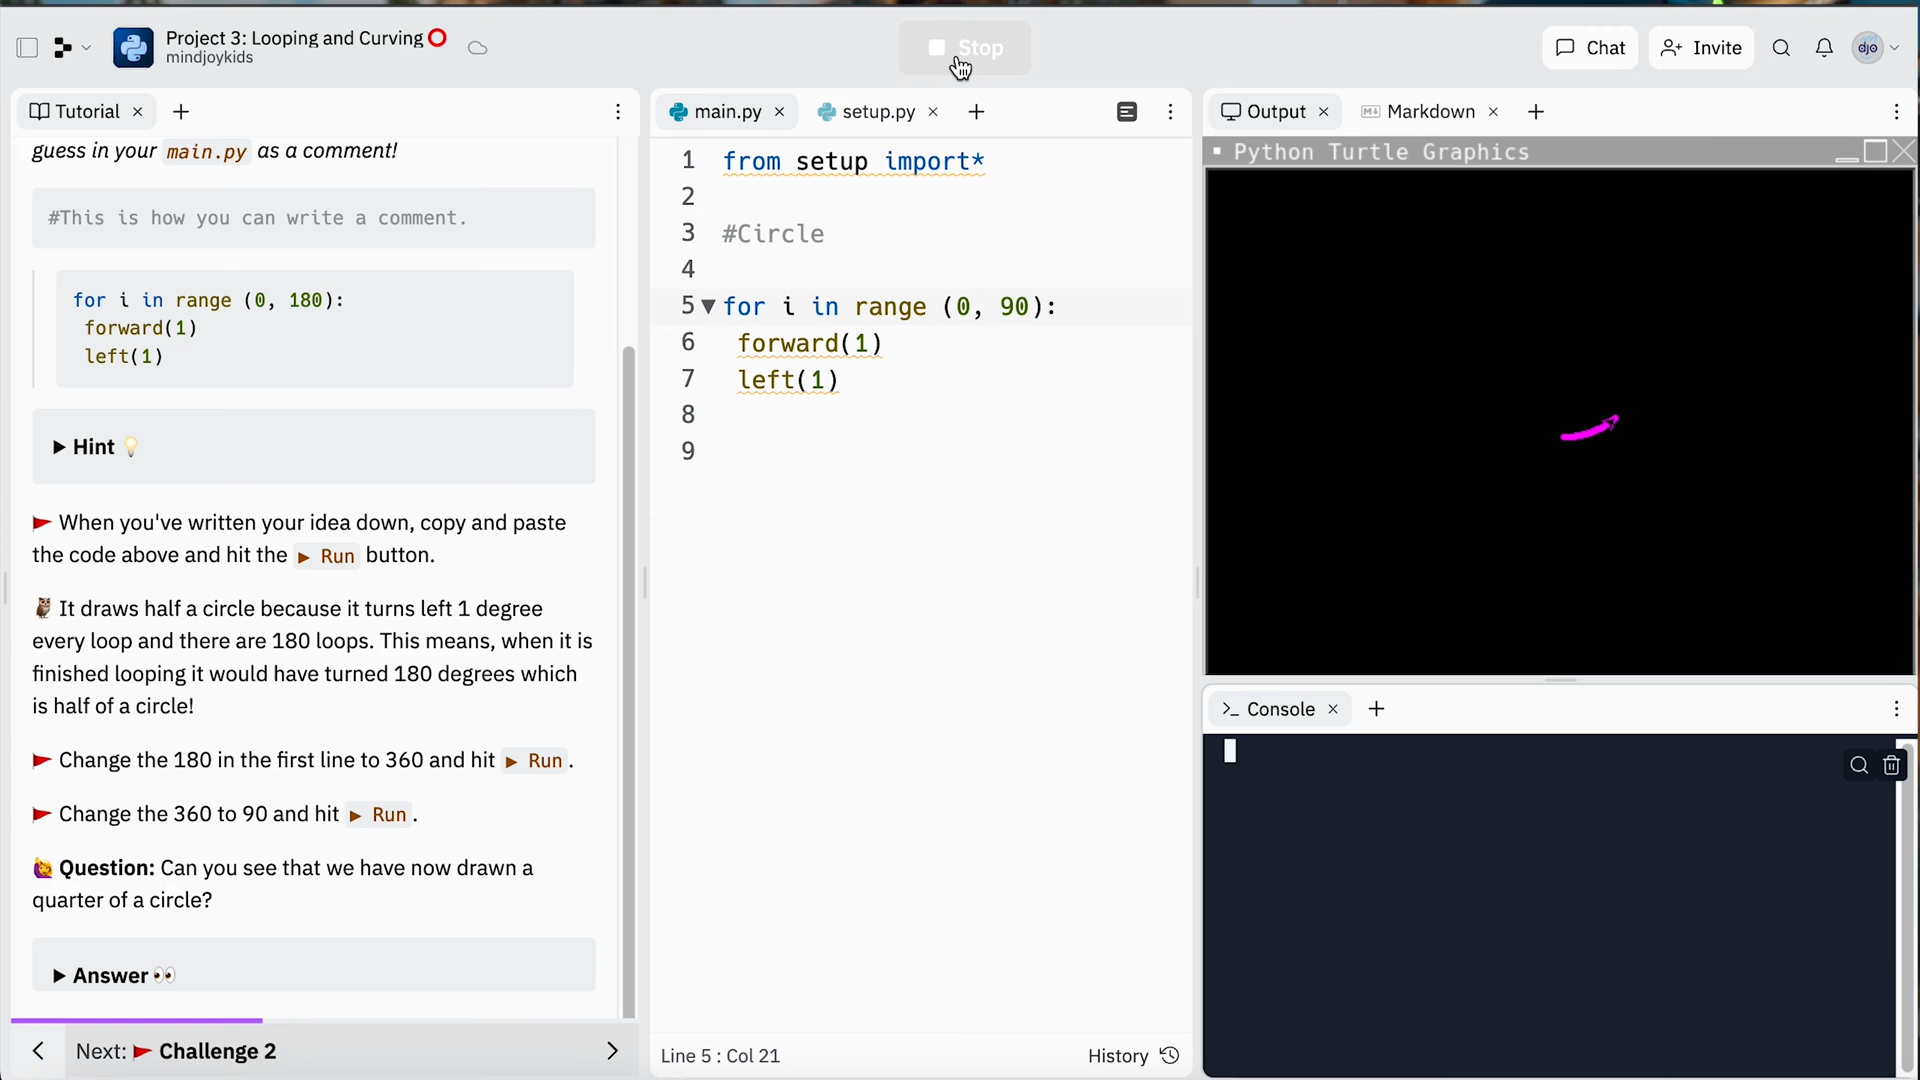 Project 3: Looping and Curving
mindjoykids
Stop
Chat
Invite
djo
Tutorial
guess in your main.py as a comment!
#This is how you can write a comment.
for i in range (0, 180):
forward(1)
left(1)
Hint
When you've written your idea down, copy and paste
the code above and hit the ▶ Run button.
It draws half a circle because it turns left 1 degree
every loop and there are 180 loops. This means, when it is
finished looping it would have turned 180 degrees which
is half of a circle!
Change the 180 in the first line to 360 and hit ▶ Run.
Change the 360 to 90 and hit ▶ Run.
Question: Can you see that we have now drawn a
quarter of a circle?
Answer
Next: Challenge 2
main.py
setup.py
1 from setup import*
2
3 #Circle
4
5 for i in range (0, 90):
6 forward(1)
7 left(1)
8
9
Line 5 : Col 21
History
Output
Markdown
Python Turtle Graphics
Console